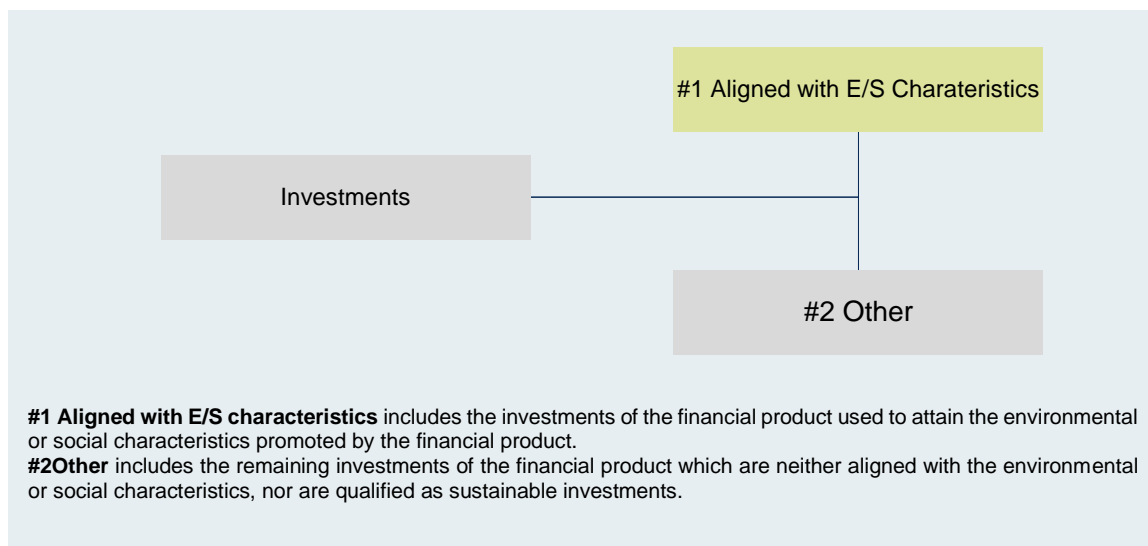 #1 Aligned with E/S Charateristics
Investments
#2 Other
#1 Aligned with E/S characteristics includes the investments of the financial product used to attain the environmental
or social characteristics promoted by the financial product.
#2Other includes the remaining investments of the financial product which are neither aligned with the environmental
or social characteristics, nor are qualified as sustainable investments.